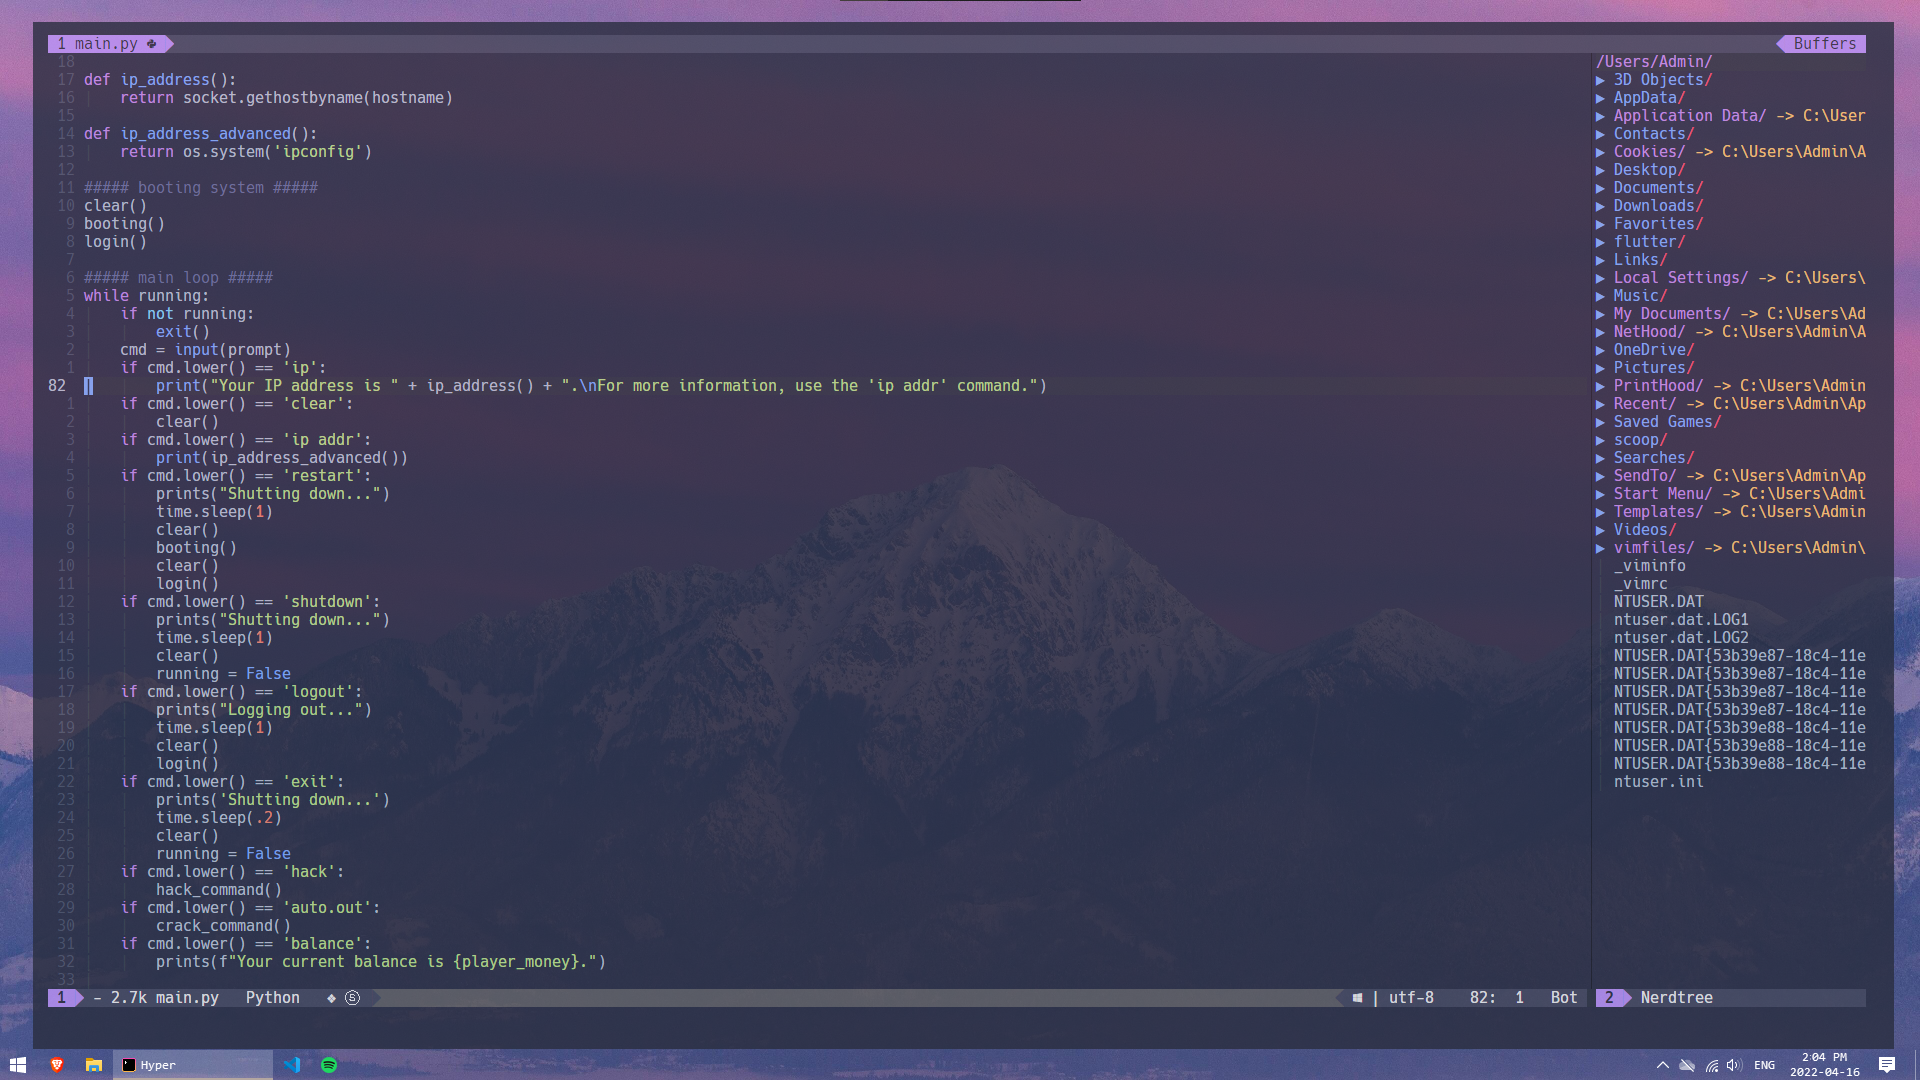 1 main.py
Buffers
18
17 def ip_address():
16 return socket.gethostbyname(hostname)
15
14 def ip_address_advanced():
13 return os.system('ipconfig')
12
11 ##### booting system #####
10 clear()
9 booting()
8 login()
7
6 ##### main loop #####
5 while running:
4 if not running:
3 exit()
2 cmd = input(prompt)
1 if cmd.lower() == 'ip':
82 print("Your IP address is " + ip_address() + ".\nFor more information, use the 'ip addr' command.")
1 if cmd.lower() == 'clear':
2 clear()
3 if cmd.lower() == 'ip addr':
4 print(ip_address_advanced())
5 if cmd.lower() == 'restart':
6 prints("Shutting down...")
7 time.sleep(1)
8 clear()
9 booting()
10 clear()
11 login()
12 if cmd.lower() == 'shutdown':
13 prints("Shutting down...")
14 time.sleep(1)
15 clear()
16 running = False
17 if cmd.lower() == 'logout':
18 prints("Logging out...")
19 time.sleep(1)
20 clear()
21 login()
22 if cmd.lower() == 'exit':
23 prints('Shutting down...')
24 time.sleep(.2)
25 clear()
26 running = False
27 if cmd.lower() == 'hack':
28 hack_command()
29 if cmd.lower() == 'auto.out':
30 crack_command()
31 if cmd.lower() == 'balance':
32 prints(f"Your current balance is {player_money}.")
33
/Users/Admin/
▶ 3D Objects/
▶ AppData/
▶ Application Data/ -> C:\User
▶ Contacts/
▶ Cookies/ -> C:\Users\Admin\A
▶ Desktop/
▶ Documents/
▶ Downloads/
▶ Favorites/
▶ flutter/
▶ Links/
▶ Local Settings/ -> C:\Users\
▶ Music/
▶ My Documents/ -> C:\Users\Ad
▶ NetHood/ -> C:\Users\Admin\A
▶ OneDrive/
▶ Pictures/
▶ PrintHood/ -> C:\Users\Admin
▶ Recent/ -> C:\Users\Admin\Ap
▶ Saved Games/
▶ scoop/
▶ Searches/
▶ SendTo/ -> C:\Users\Admin\Ap
▶ Start Menu/ -> C:\Users\Admi
▶ Templates/ -> C:\Users\Admin
▶ Videos/
▶ vimfiles/ -> C:\Users\Admin\
_viminfo
_vimrc
NTUSER.DAT
ntuser.dat.LOG1
ntuser.dat.LOG2
NTUSER.DAT{53b39e87-18c4-11e
NTUSER.DAT{53b39e87-18c4-11e
NTUSER.DAT{53b39e87-18c4-11e
NTUSER.DAT{53b39e87-18c4-11e
NTUSER.DAT{53b39e88-18c4-11e
NTUSER.DAT{53b39e88-18c4-11e
NTUSER.DAT{53b39e88-18c4-11e
ntuser.ini
1 - 2.7k main.py Python ❖ Ⓢ | utf-8 82: 1 Bot
2 Nerdtree
Hyper
ENG
2:04 PM
2022-04-16